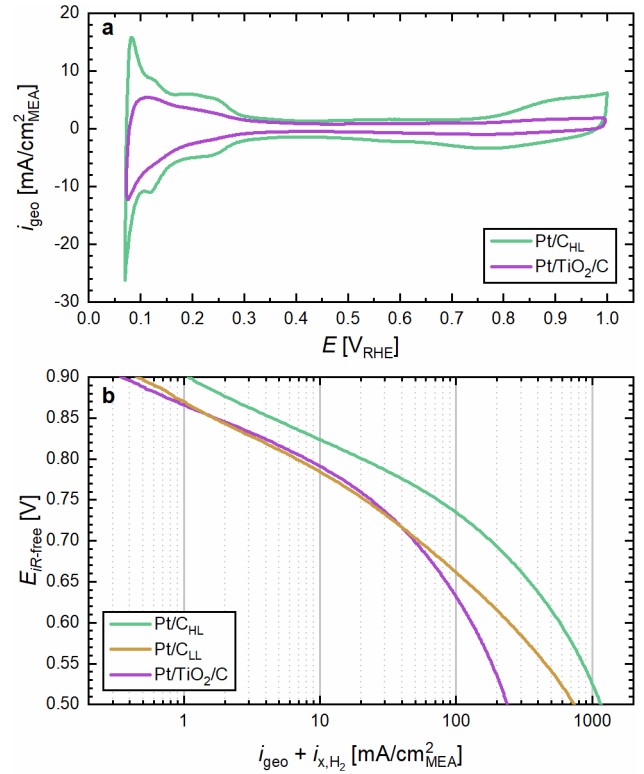 a
20
10
0
-10
-20
-30
i_geo [mA/cm²_MEA]
Pt/C_HL
Pt/TiO₂/C
0.0 0.1 0.2 0.3 0.4 0.5 0.6 0.7 0.8 0.9 1.0
E [V_RHE]
b
0.90
0.85
0.80
0.75
0.70
0.65
0.60
0.55
0.50
E_iR-free [V]
Pt/C_HL
Pt/C_LL
Pt/TiO₂/C
1 10 100 1000
i_geo + i_x,H₂ [mA/cm²_MEA]